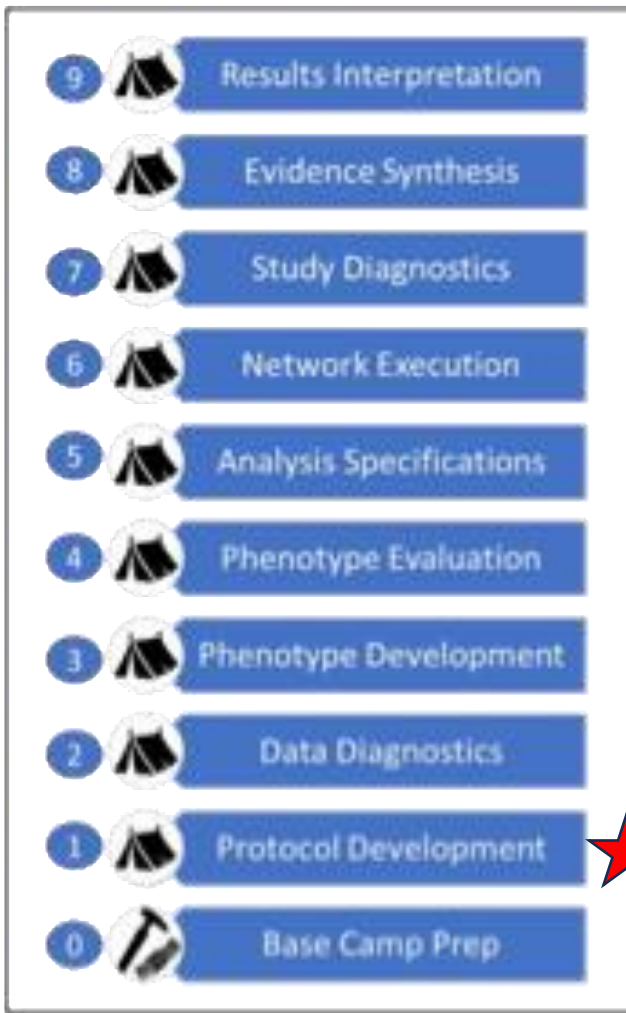 9 Results Interpretation
8 Evidence Synthesis
7 Study Diagnostics
6 Network Execution
5 Analysis Specifications
4 Phenotype Evaluation
3 Phenotype Development
2 Data Diagnostics
1 Protocol Development
0 Base Camp Prep